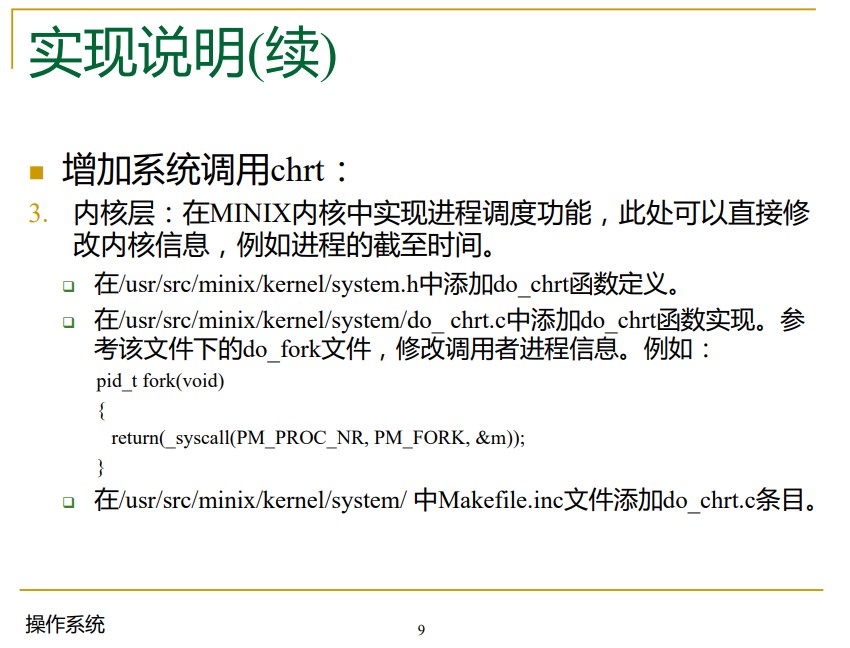 实现说明(续)
■ 增加系统调用chrt：
3. 内核层：在MINIX内核中实现进程调度功能，此处可以直接修
改内核信息，例如进程的截至时间。
❑ 在/usr/src/minix/kernel/system.h中添加do_chrt函数定义。
❑ 在/usr/src/minix/kernel/system/do_ chrt.c中添加do_chrt函数实现。参
考该文件下的do_fork文件，修改调用者进程信息。例如：
pid_t fork(void)
{
return(_syscall(PM_PROC_NR, PM_FORK, &m));
}
❑ 在/usr/src/minix/kernel/system/ 中Makefile.inc文件添加do_chrt.c条目。
操作系统
9